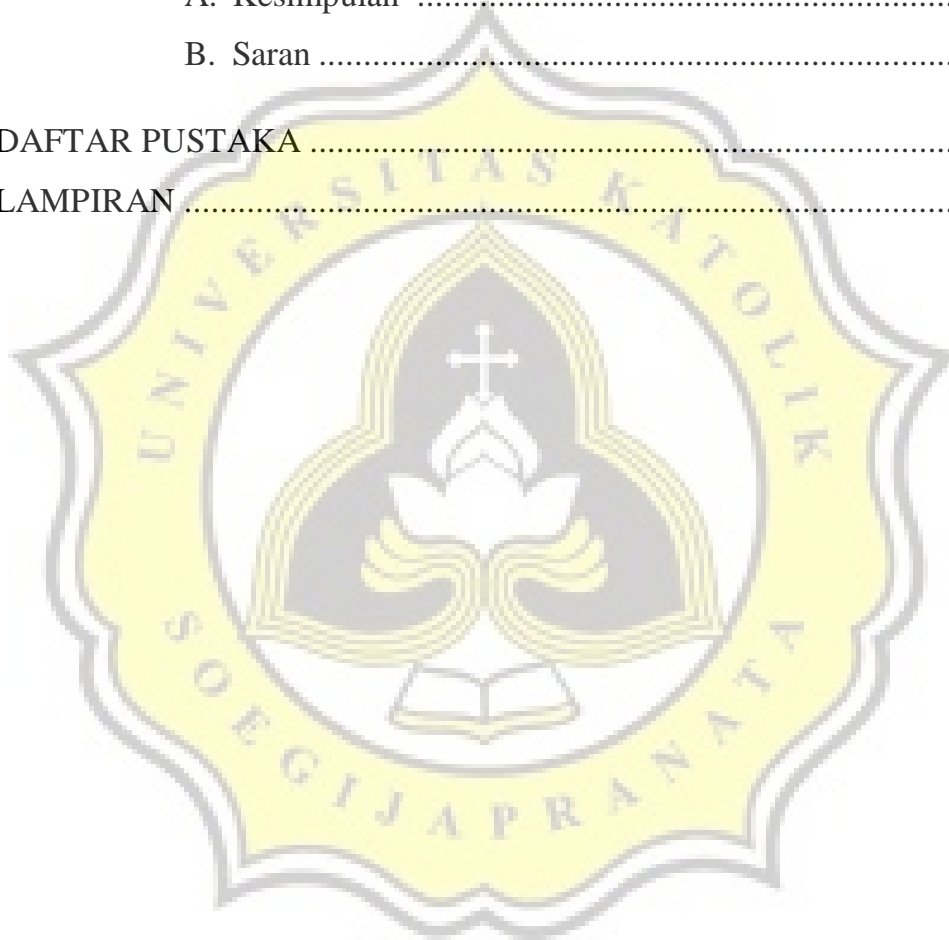 A. Kesimpulan ........................................................
B. Saran ....................................................................
DAFTAR PUSTAKA .....................................................................
LAMPIRAN ...................................................................................
UNIVERSITAS KATOLIK
SOEGIJAPRANATA